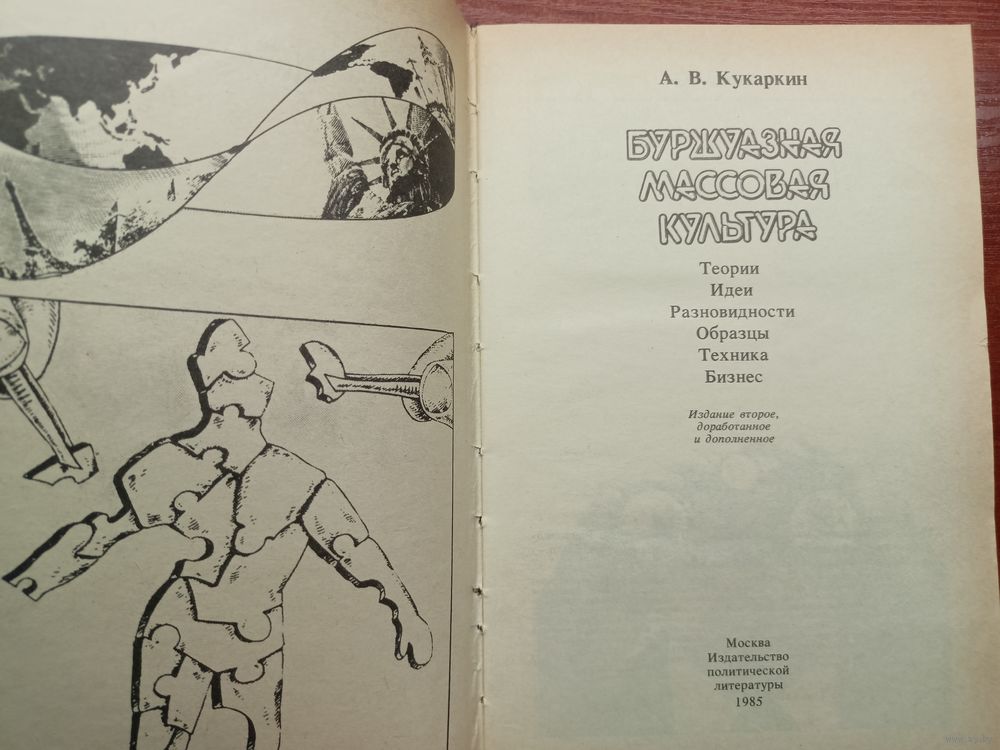 А. В. Кукаркин
БУРЖУАЗНАЯ
МАССОВАЯ
КУЛЬТУРА
Теории
Идеи
Разновидности
Образцы
Техника
Бизнес
Издание второе,
доработанное
и дополненное
Москва
Издательство
политической
литературы
1985